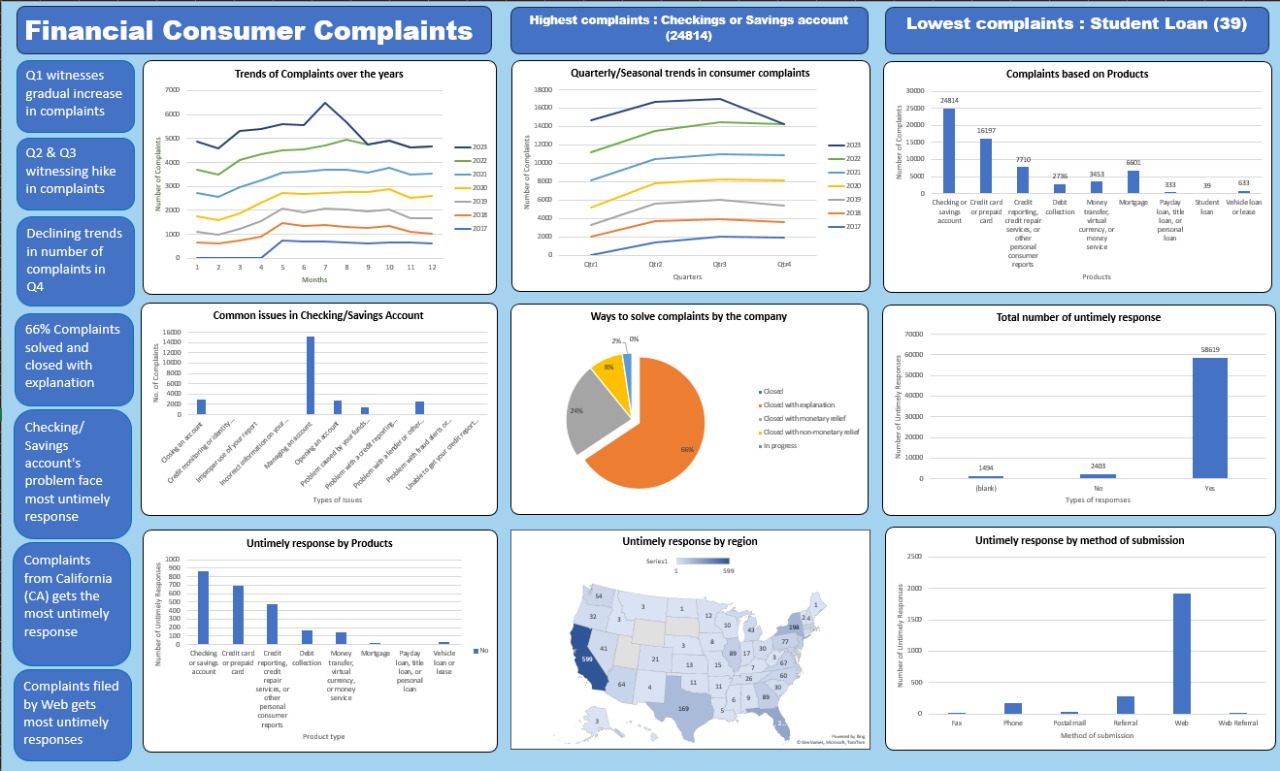 Financial Consumer Complaints
Highest complaints : Checkings or Savings account
(24814)
Lowest complaints : Student Loan (39)
Q1 witnesses
gradual increase
in complaints
Q2 & Q3
witnessing hike
in complaints
Declining trends
in number of
complaints in
Q4
66% Complaints
solved and
closed with
explanation
Checking/
Savings
account's
problem face
most untimely
response
Complaints
from California
(CA) gets the
most untimely
response
Complaints filed
by Web gets
most untimely
responses
Trends of Complaints over the years
Number of Complaints
7000
6000
5000
4000
3000
2000
1000
0
1 2 3 4 5 6 7 8 9 10 11 12
Months
2023
2022
2021
2020
2019
2018
2017
Quarterly/Seasonal trends in consumer complaints
Number of Complaints
18000
16000
14000
12000
10000
8000
6000
4000
2000
0
Qtr1 Qtr2 Qtr3 Qtr4
Quarters
2023
2022
2021
2020
2019
2018
2017
Complaints based on Products
Number of Complaints
30000
25000
20000
15000
10000
5000
0
24814
16197
7710
2736
3453
6601
333
39
633
Checking or
savings
account
Credit card
or prepaid
card
Credit
reporting,
credit repair
services, or
other
personal
consumer
reports
Debt
collection
Money
transfer,
virtual
currency, or
money
service
Mortgage
Payday
loan, title
loan, or
personal
loan
Student
loan
Vehicle loan
or lease
Products
Common issues in Checking/Savings Account
No. of Complaints
16000
14000
12000
10000
8000
6000
4000
2000
0
Closing an account
Credit monitoring/identity...
Improper use of your report
Incorrect information on your...
Managing an account
Opening an account
Problem caused by your funds...
Problem with a credit reporting...
Problem with a lender or other...
Problem with fraud alerts or...
Unable to get your credit report...
Types of Issues
Ways to solve complaints by the company
2%
0%
8%
24%
66%
Closed
Closed with explanation
Closed with monetary relief
Closed with non-monetary relief
In progress
Total number of untimely response
Number of Untimely Responses
70000
60000
50000
40000
30000
20000
10000
0
1494
2403
58619
(blank) No Yes
Types of responses
Untimely response by Products
Number of Untimely Responses
1000
900
800
700
600
500
400
300
200
100
0
Checking
or savings
account
Credit card
or prepaid
card
Credit
reporting,
credit
repair
services, or
other
personal
consumer
reports
Debt
collection
Money
transfer,
virtual
currency,
or money
service
Mortgage
Payday
loan, title
loan, or
personal
loan
Vehicle
loan or
lease
No
Product type
Untimely response by region
Series1
1 599
54
3
1
12
1
32
3
10
43
198
2
4
8
77
41
3
89
17
30
3
599
21
13
15
7
67
26
60
64
4
11
11
30
6
9
89
169
5
3
Powered by Bing
© GeoNames, Microsoft, TomTom
Untimely response by method of submission
Number of Untimely Responses
2500
2000
1500
1000
500
0
Fax Phone Postal mail Referral Web Web Referral
Method of submission